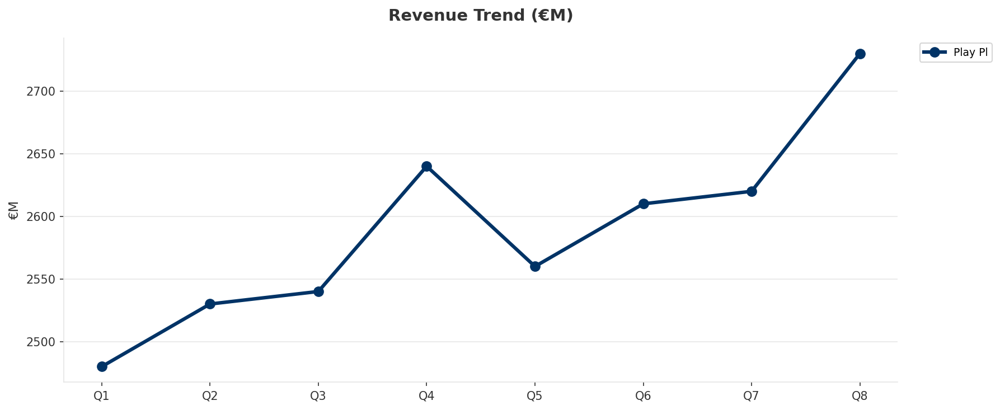 Revenue Trend (€M)
Play Pl
€M
2700
2650
2600
2550
2500
Q1 Q2 Q3 Q4 Q5 Q6 Q7 Q8